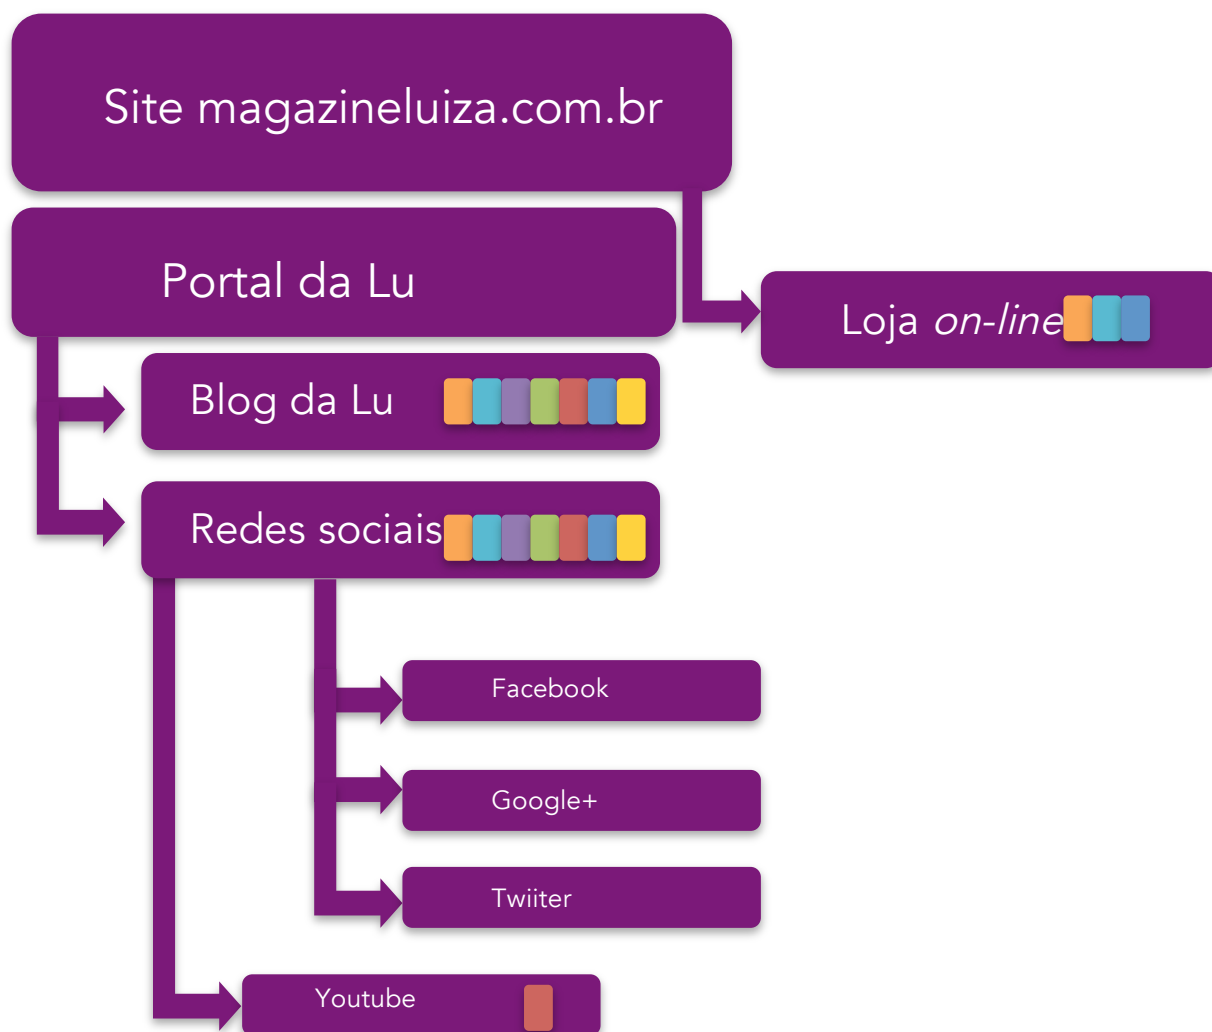 Site magazineluiza.com.br
Portal da Lu
Loja on-line
Blog da Lu
Redes sociais
Facebook
Google+
Twiiter
Youtube